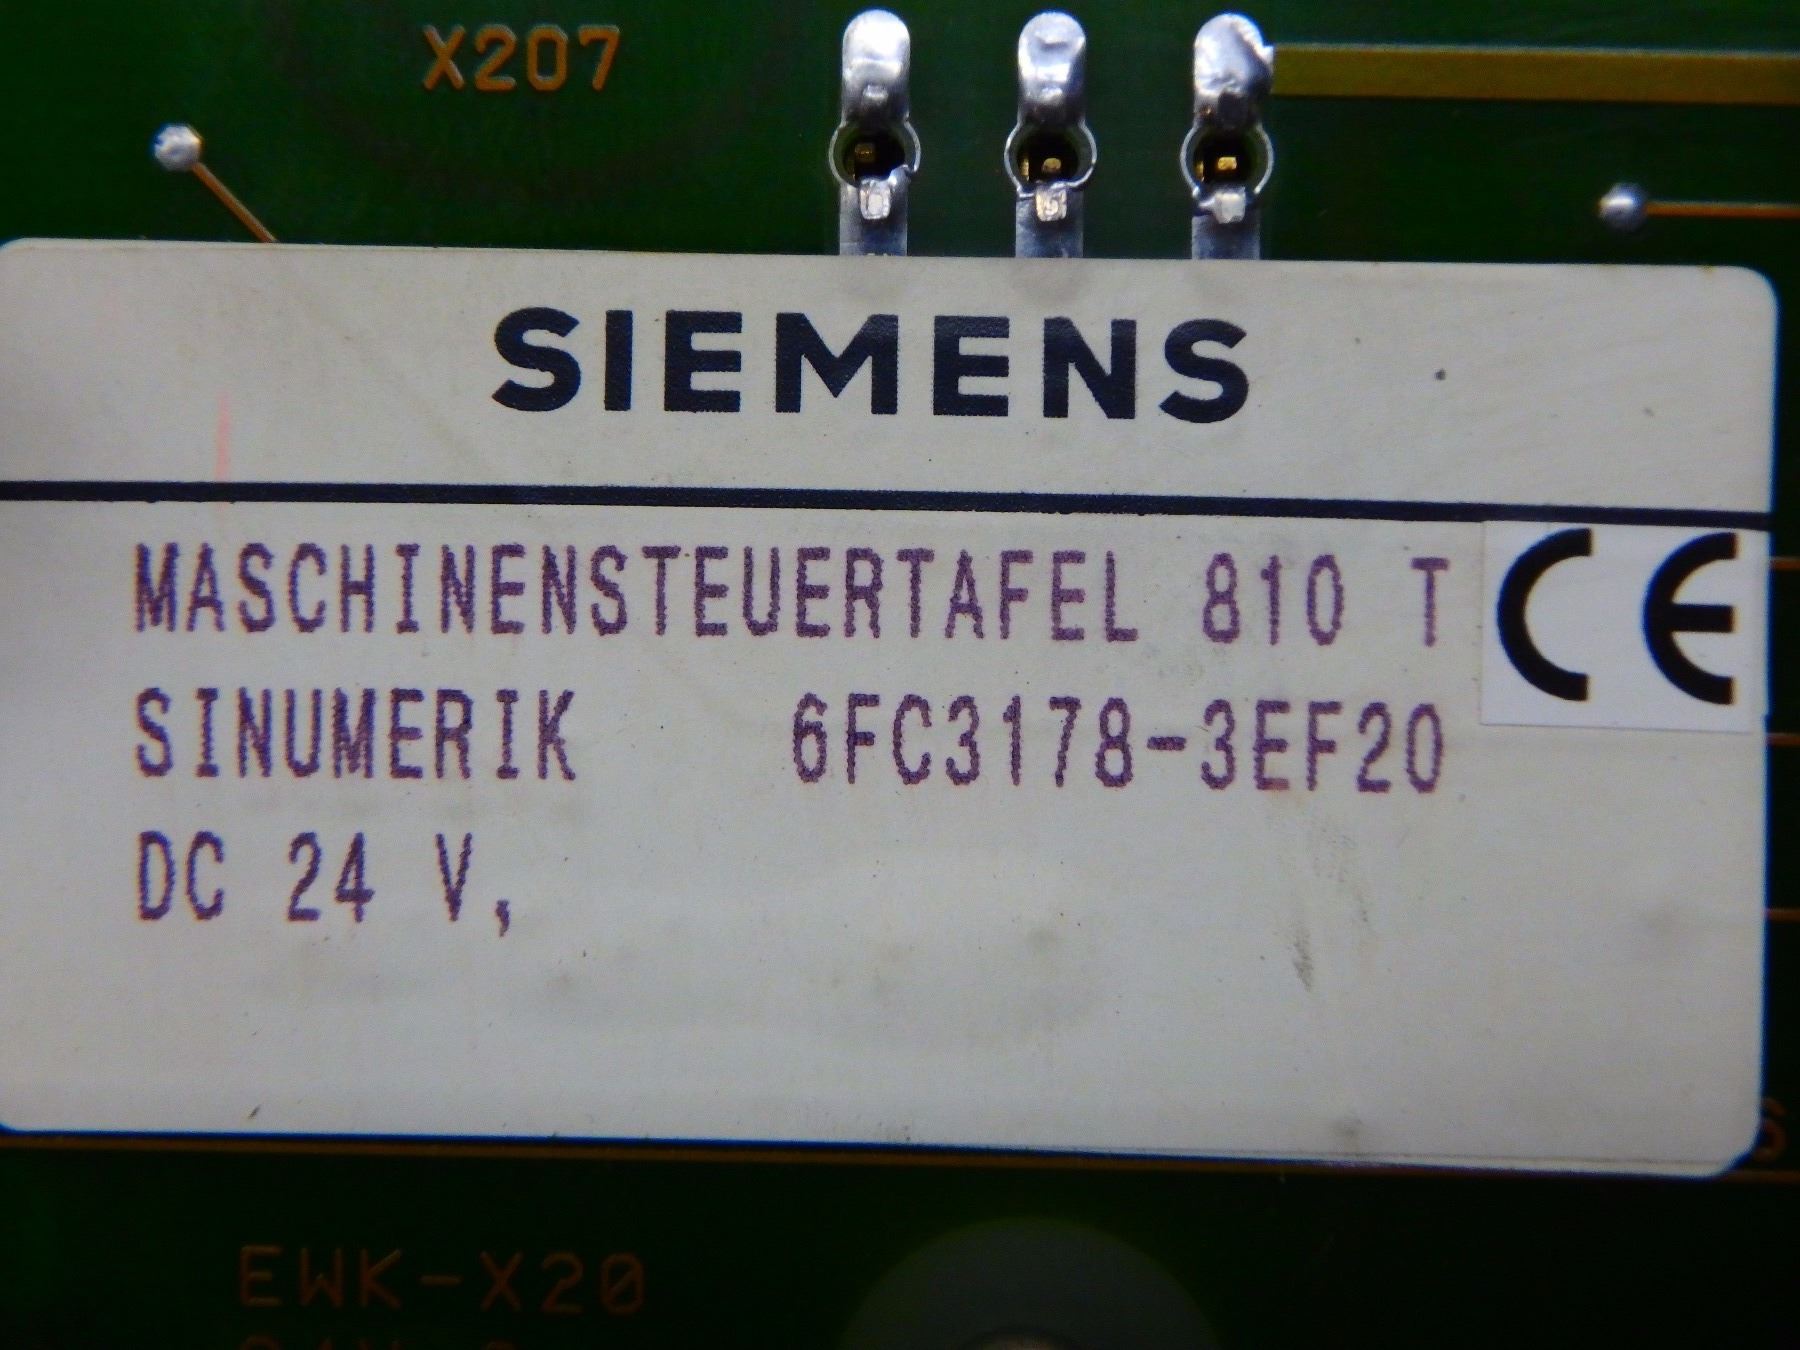 X207
SIEMENS
MASCHINENSTEUERTAFEL 810 T
CE
SINUMERIK 6FC3178-3EF20
DC 24 V,
EWK-X20